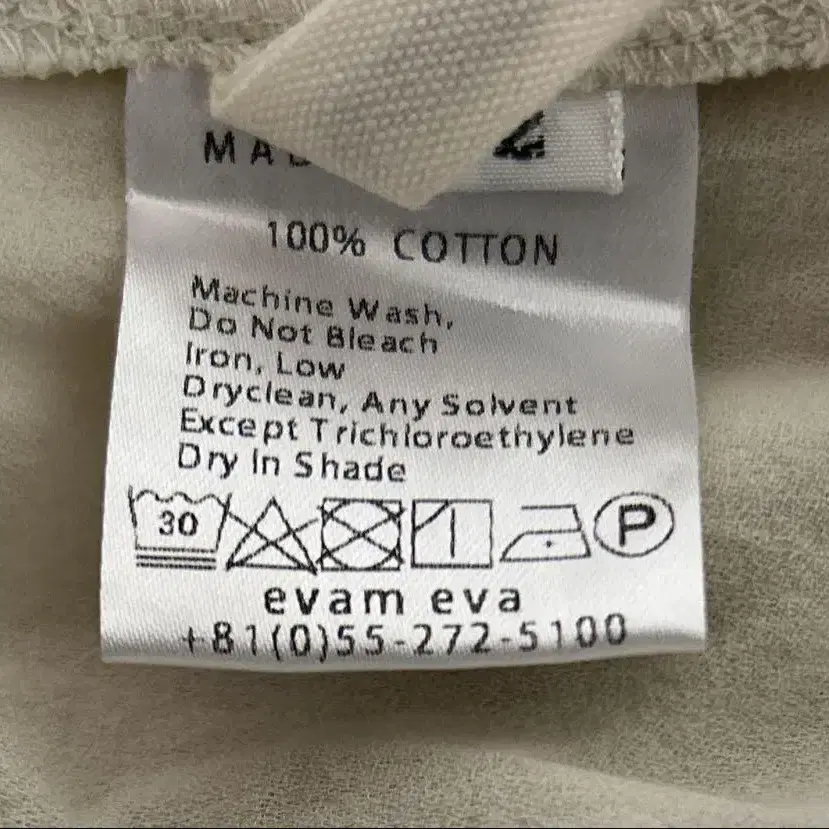 100% COTTON
Machine Wash,
Do Not Bleach
Iron, Low
Dryclean, Any Solvent
Except Trichloroethylene
Dry In Shade
30
P
evam eva
+81(0)55-272-5100